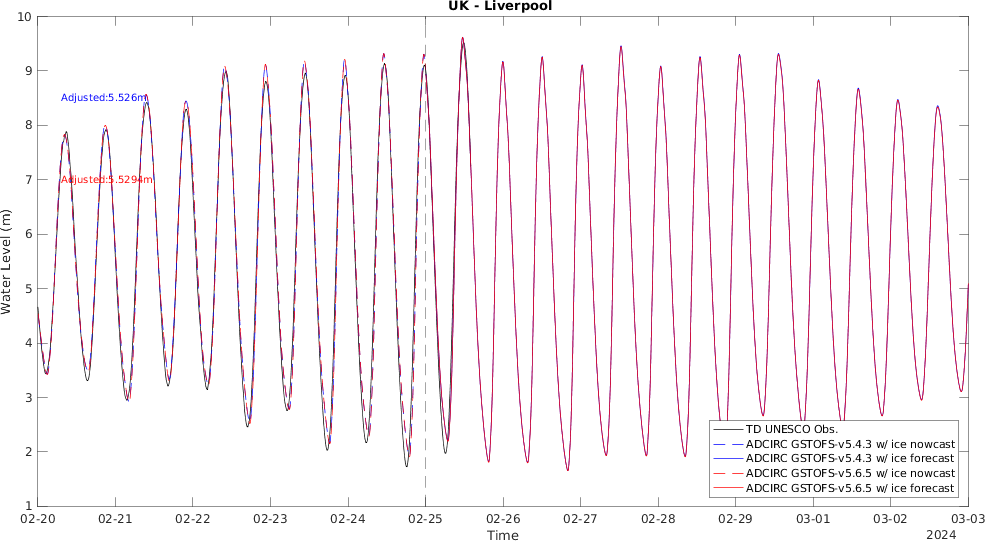 UK - Liverpool
10
9
8
7
6
5
4
3
2
1
Water Level (m)
Adjusted:5.526m
Adjusted:5.5294m
TD UNESCO Obs.
ADCIRC GSTOFS-v5.4.3 w/ ice nowcast
ADCIRC GSTOFS-v5.4.3 w/ ice forecast
ADCIRC GSTOFS-v5.6.5 w/ ice nowcast
ADCIRC GSTOFS-v5.6.5 w/ ice forecast
02-20 02-21 02-22 02-23 02-24 02-25 02-26 02-27 02-28 02-29 03-01 03-02 03-03
Time
2024